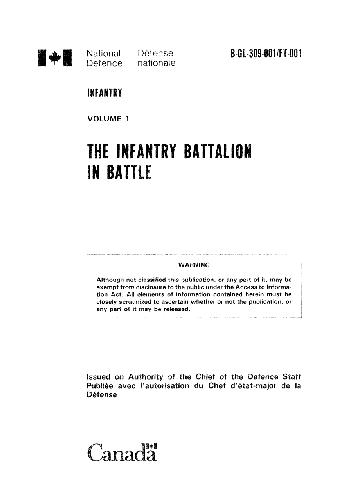 National Défense B-GL-309-001/FT-001
Defence nationale
INFANTRY
VOLUME 1
THE INFANTRY BATTALION
IN BATTLE
WARNING
Although not classified this publication, or any part of it, may be
exempt from disclosure to the public under the Access to Informa-
tion Act. All elements of information contained herein must be
closely scrutinized to ascertain whether or not the publication, or
any part of it may be released.
Issued on Authority of the Chief of the Defence Staff
Publiée avec l'autorisation du Chef d'état-major de la
Défense
Canada